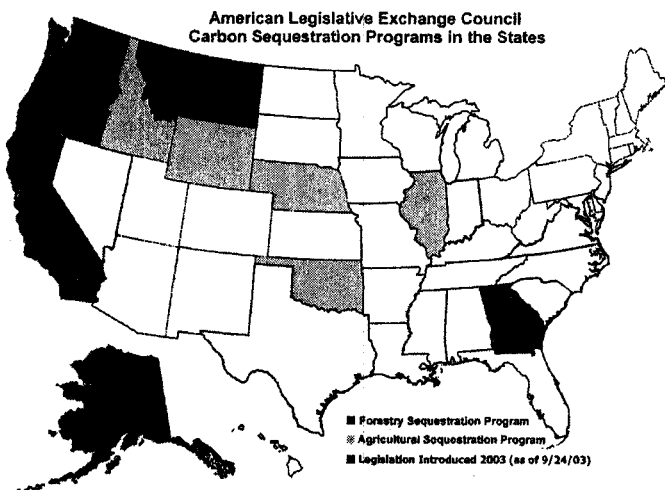 American Legislative Exchange Council
Carbon Sequestration Programs in the States
Forestry Sequestration Program
Agricultural Sequestration Program
Legislation Introduced 2003 (as of 9/24/03)